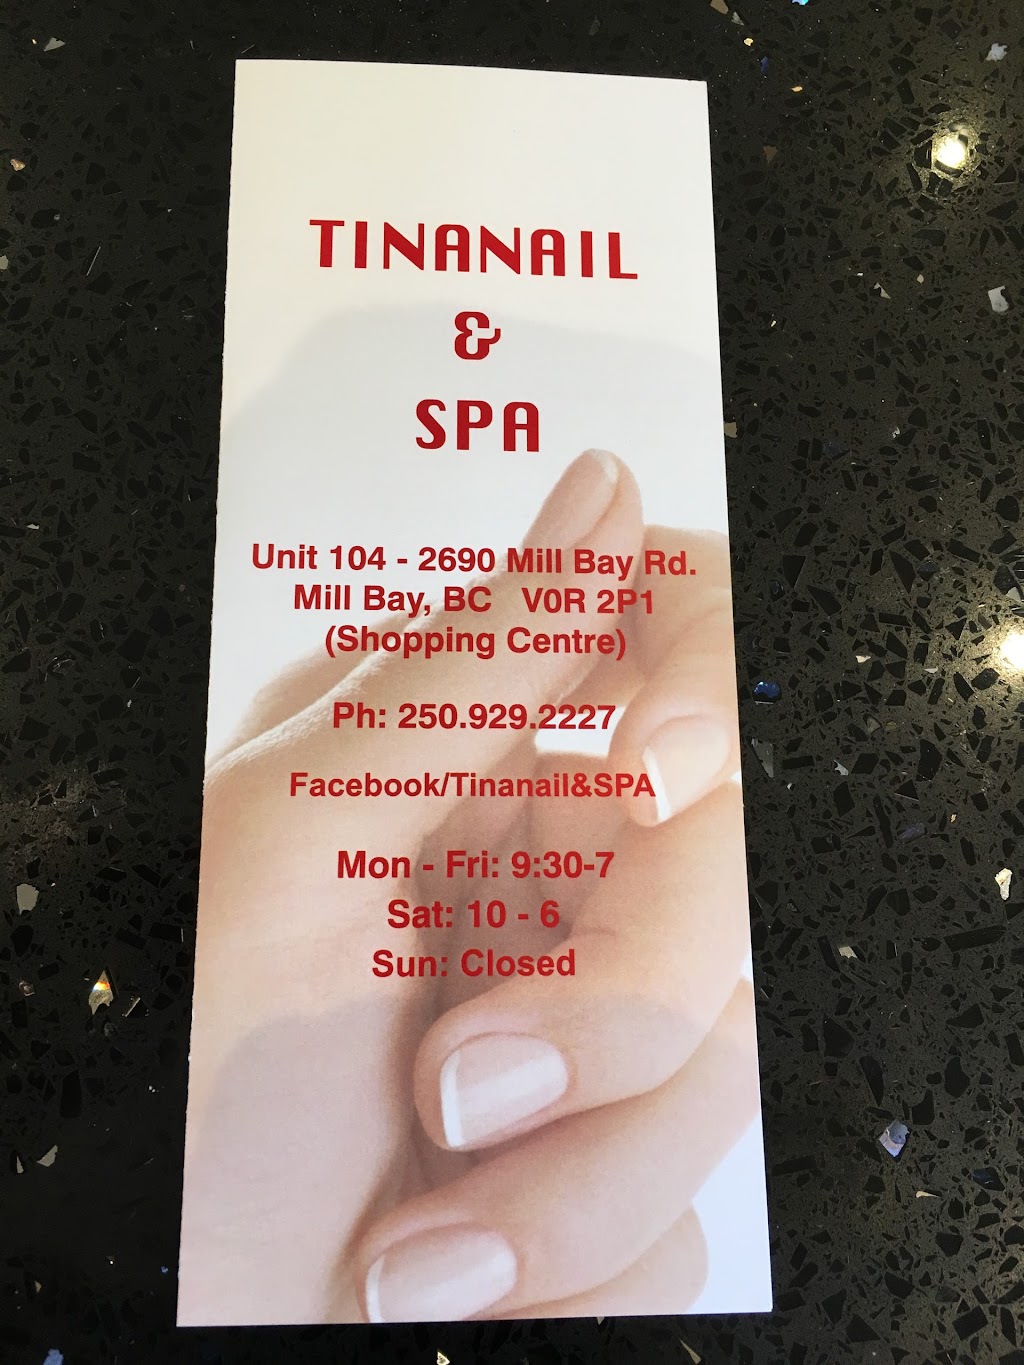 TINANAIL
&
SPA
Unit 104 - 2690 Mill Bay Rd.
Mill Bay, BC V0R 2P1
(Shopping Centre)
Ph: 250.929.2227
Facebook/Tinanail&SPA
Mon - Fri: 9:30-7
Sat: 10 - 6
Sun: Closed